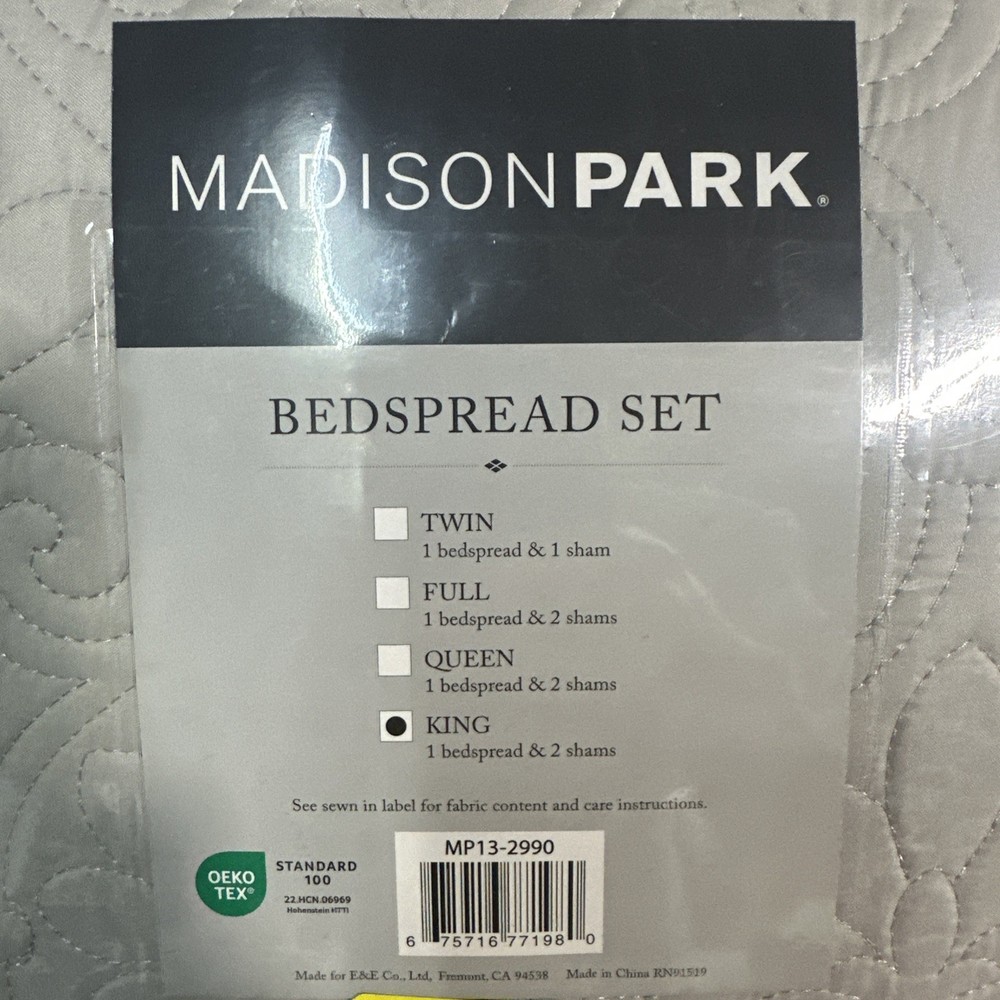 MADISONPARK®
BEDSPREAD SET
TWIN
1 bedspread & 1 sham
FULL
1 bedspread & 2 shams
QUEEN
1 bedspread & 2 shams
KING
1 bedspread & 2 shams
See sewn in label for fabric content and care instructions.
OEKO
TEX®
STANDARD
100
22.HCN.06969
Hohenstein HTTI
MP13-2990
6 75716 77198 0
Made for E&E Co., Ltd, Fremont, CA 94538 Made in China RN91519